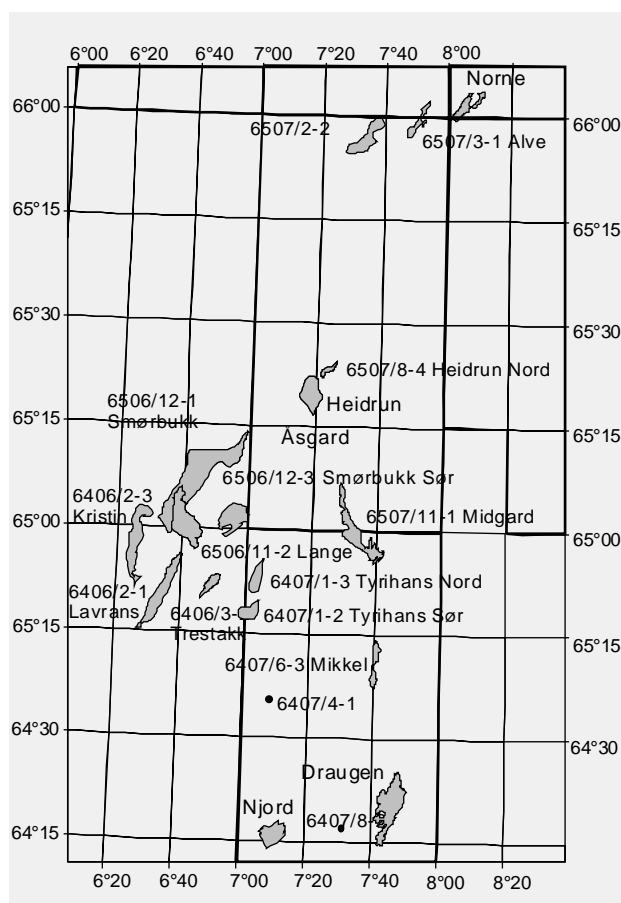 6°00 6°20 6°40 7°00 7°20 7°40 8°00
Norne
66°00
6507/2-2
66°00
6507/3-1 Alve
65°15
65°15
65°30
65°30
6507/8-4 Heidrun Nord
6506/12-1
Smørbukk
Heidrun
65°15
65°15
Åsgard
6506/12-3 Smørbukk Sør
6406/2-3
Kristin
6507/11-1 Midgard
65°00
65°00
6506/11-2 Lange
6407/1-3 Tyrihans Nord
6406/2-1
Lavrans
6406/3-
Trestakk
6407/1-2 Tyrihans Sør
65°15
65°15
6407/6-3 Mikkel
6407/4-1
64°30
64°30
Draugen
Njord
6407/8-
64°15
6°20 6°40 7°00 7°20 7°40 8°00 8°20